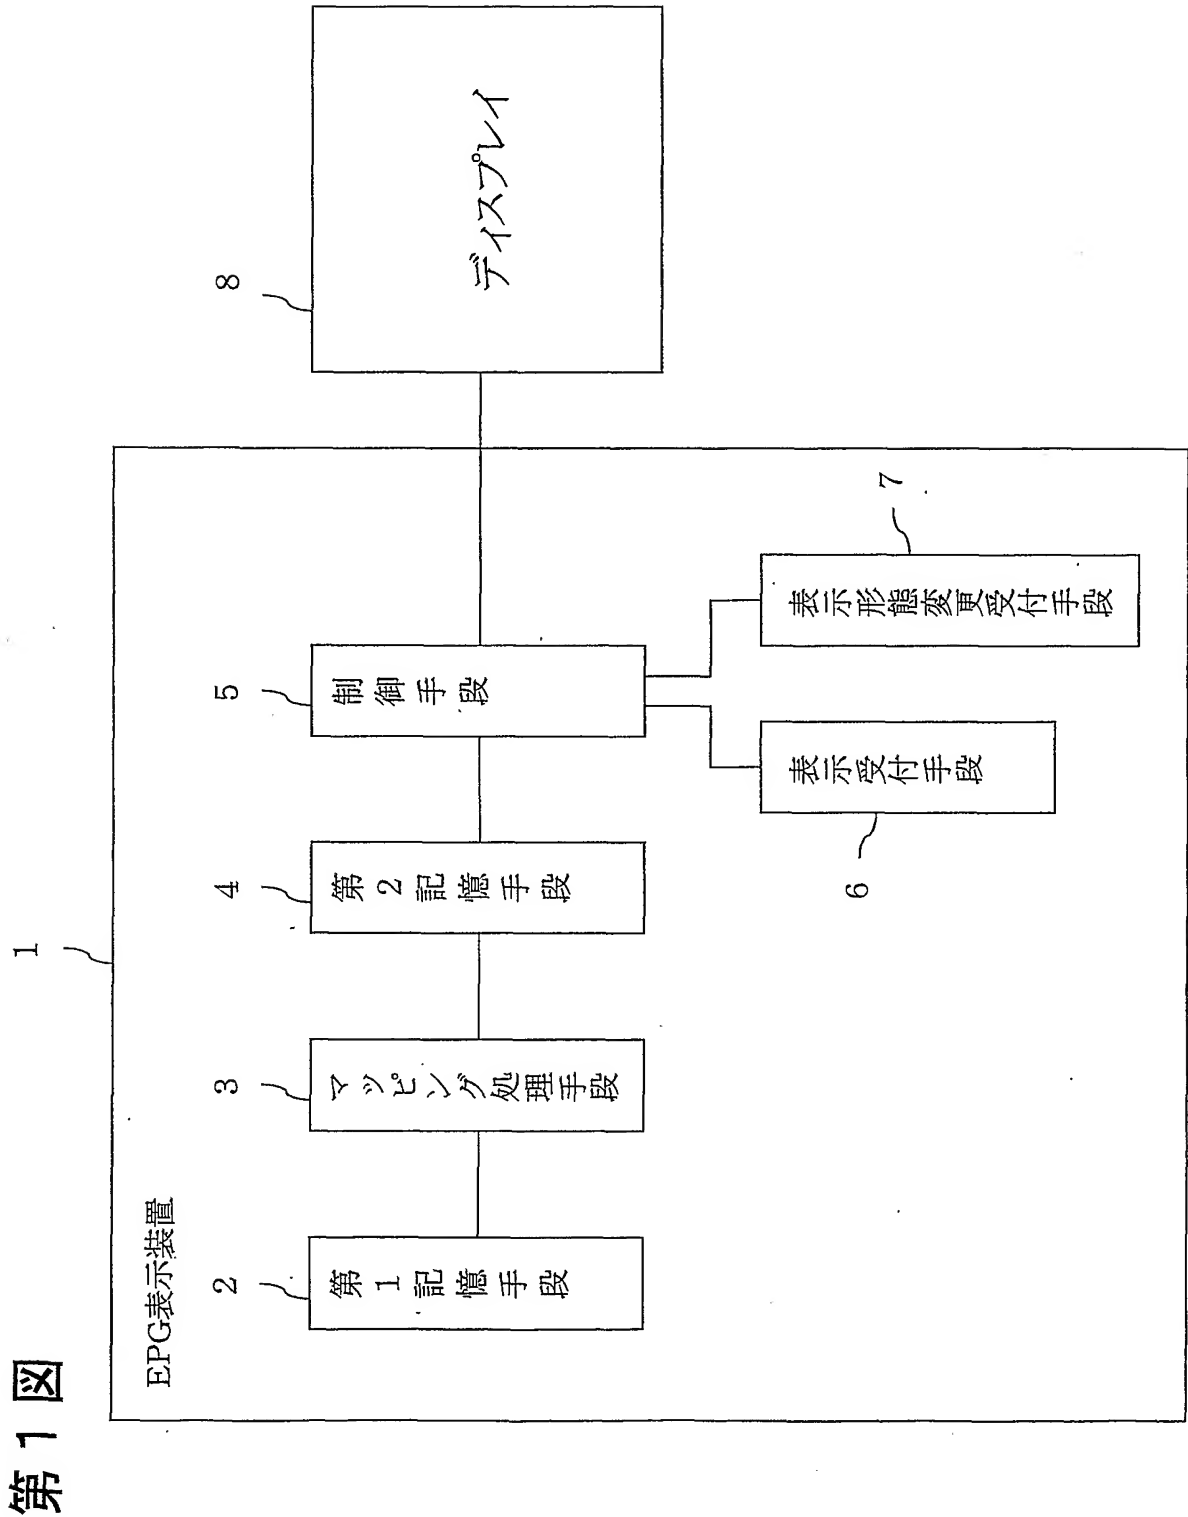 第1図
1
EPG表示装置
2
第1記憶手段
3
マッピング処理手段
4
第2記憶手段
5
制御手段
6
表示受付手段
7
表示形態変更受付手段
8
ディスプレイ